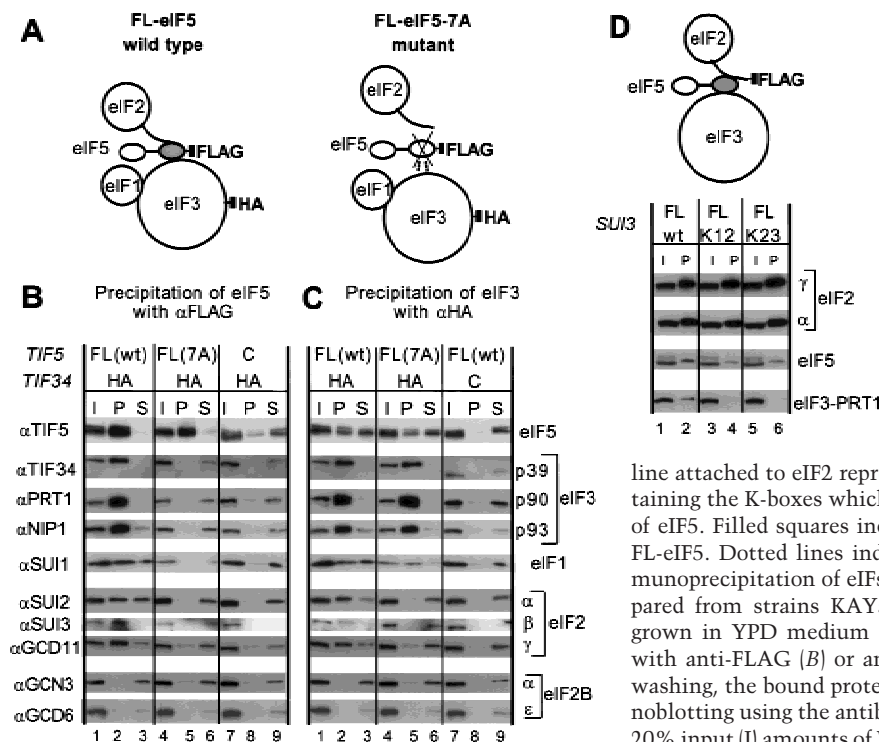 A
FL-eIF5
wild type
FL-eIF5-7A
mutant
eIF2
eIF5
FLAG
eIF1
eIF3
HA
eIF2
eIF5
FLAG
eIF1
eIF3
HA
B
Precipitation of eIF5
with αFLAG
C
Precipitation of eIF3
with αHA
TIF5 FL(wt) FL(7A) C FL(wt) FL(7A) FL(wt)
TIF34 HA HA HA HA HA C
I P S I P S I P S I P S I P S I P S
αTIF5 eIF5
αTIF34 p39
αPRT1 p90 eIF3
αNIP1 p93
αSUI1 eIF1
αSUI2 α
αSUI3 β eIF2
αGCD11 γ
αGCN3 α
eIF2B
αGCD6 ε
1 2 3 4 5 6 7 8 9 1 2 3 4 5 6 7 8 9
D
eIF2
eIF5
FLAG
eIF3
SUI3 FL FL FL
wt K12 K23
I P I P I P
γ
eIF2
α
eIF5
eIF3-PRT1
1 2 3 4 5 6
line attached to eIF2 repr
taining the K-boxes which
of eIF5. Filled squares in
FL-eIF5. Dotted lines ind
munoprecipitation of eIFs
pared from strains KAY
grown in YPD medium
with anti-FLAG (B) or an
washing, the bound prote
noblotting using the antib
20% input (I) amounts of